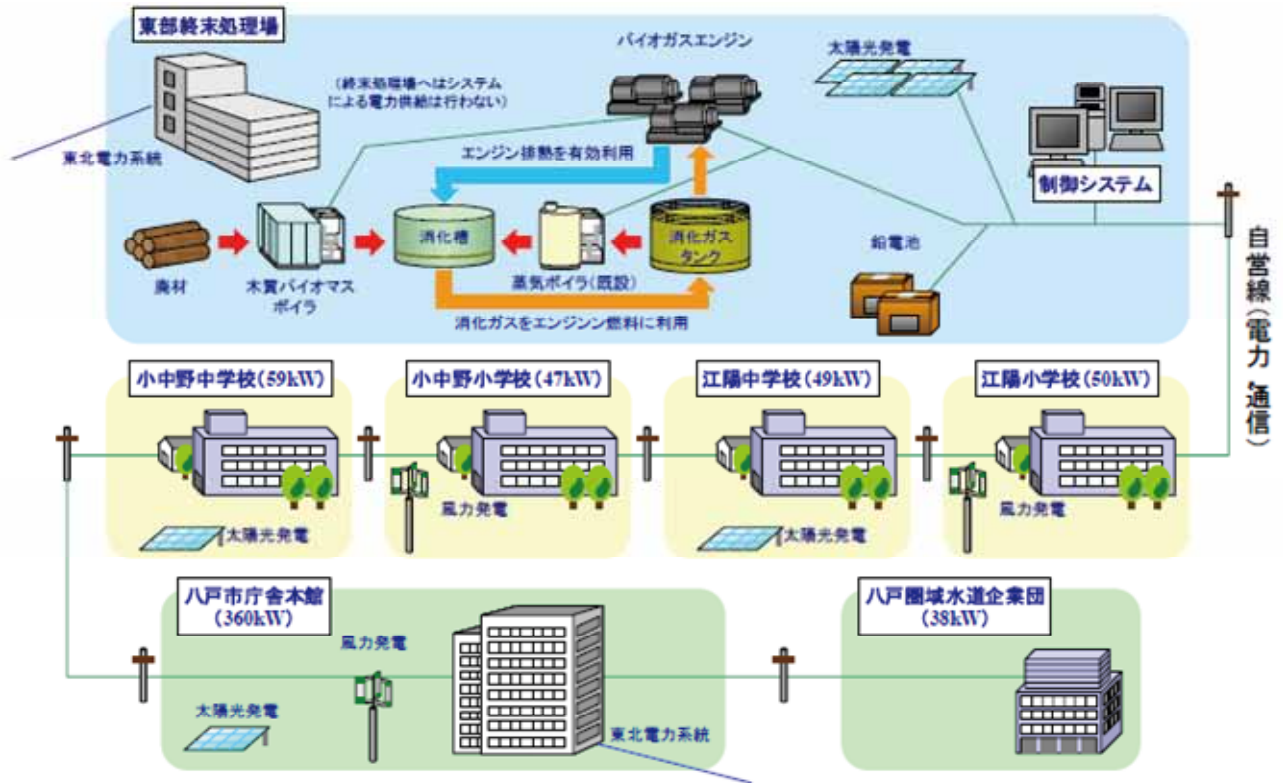 東部終末処理場
バイオガスエンジン
太陽光発電
(終末処理場へはシステム
による電力供給は行わない)
東北電力系統
エンジン排熱を有効利用
制御システム
消化槽
消化ガス
タンク
鉛電池
廃材
木質バイオマス
ボイラ
蒸気ボイラ(既設)
消化ガスをエンジンン燃料に利用
自営線(電力・通信)
小中野中学校(59kW)
小中野小学校(47kW)
江陽中学校(49kW)
江陽小学校(50kW)
太陽光発電
風力発電
太陽光発電
風力発電
八戸市庁舎本館
(360kW)
八戸圏域水道企業団
(38kW)
風力発電
太陽光発電
東北電力系統